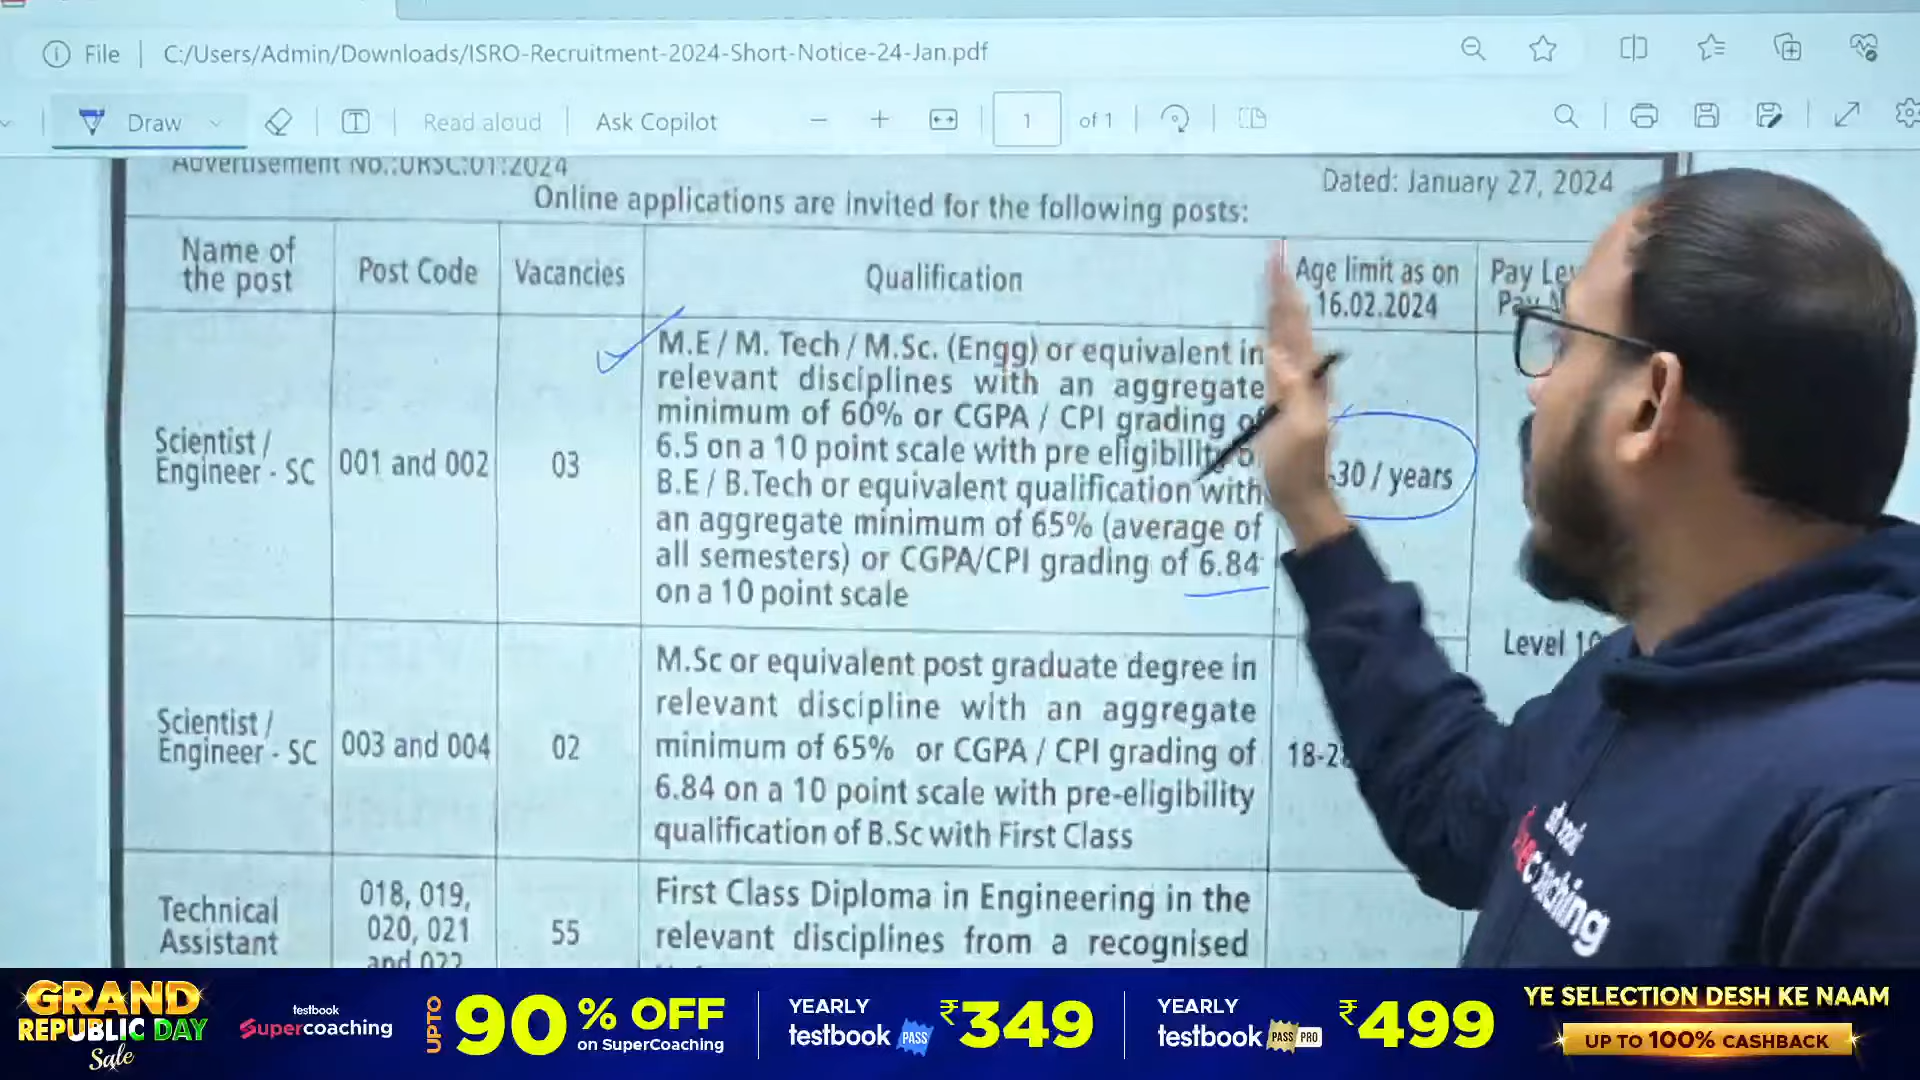 File
C:/Users/Admin/Downloads/ISRO-Recruitment-2024-Short-Notice-24-Jan.pdf
Draw
Read aloud
Ask Copilot
1
of 1
Advertisement No.:URSC:01:2024
Dated: January 27, 2024
Online applications are invited for the following posts:
Name of
the post
Post Code
Vacancies
Qualification
Age limit as on
16.02.2024
Pay
Scientist /
Engineer - SC
001 and 002
03
M.E / M. Tech / M.Sc. (Engg) or equivalent in
relevant disciplines with an aggregate
minimum of 60% or CGPA / CPI grading of
6.5 on a 10 point scale with pre eligibility
B.E / B.Tech or equivalent qualification with
an aggregate minimum of 65% (average of
all semesters) or CGPA/CPI grading of 6.84
on a 10 point scale
-30 / years
Level 10
Scientist /
Engineer - SC
003 and 004
02
M.Sc or equivalent post graduate degree in
relevant discipline with an aggregate
minimum of 65% or CGPA / CPI grading of
6.84 on a 10 point scale with pre-eligibility
qualification of B.Sc with First Class
Technical
Assistant
018, 019,
020, 021
and 022
55
First Class Diploma in Engineering in the
relevant disciplines from a recognised
coaching
GRAND
REPUBLIC DAY
Sale
testbook
Supercoaching
UPTO
90% OFF
on SuperCoaching
YEARLY
testbook PASS
₹349
YEARLY
testbook PASS PRO
₹499
YE SELECTION DESH KE NAAM
UP TO 100% CASHBACK